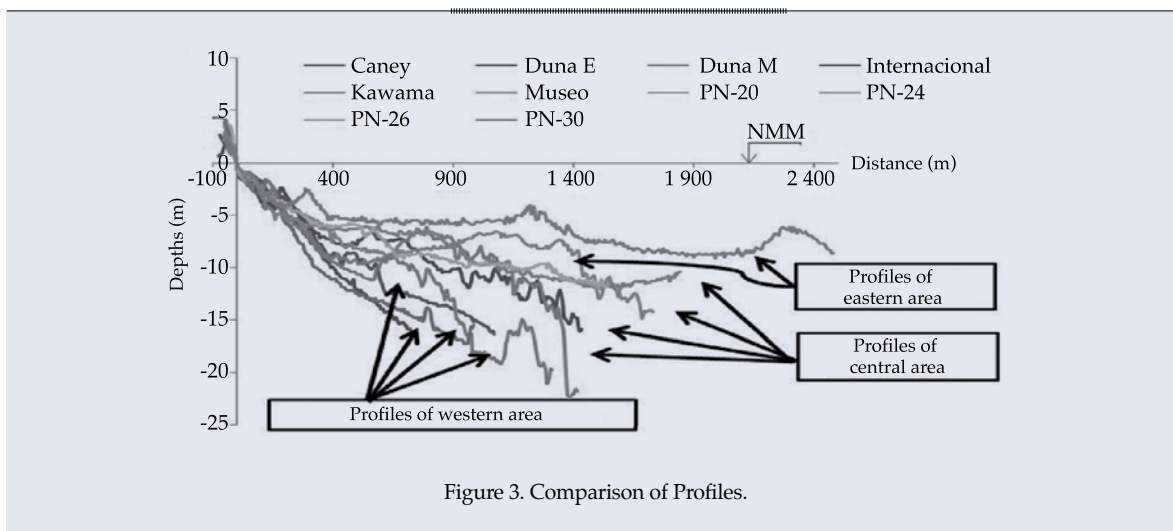 10
5
0
-5
-10
-15
-20
-25
Depths (m)
Caney Duna E Duna M Internacional
Kawama Museo PN-20 PN-24
PN-26 PN-30
NMM
Distance (m)
-100 400 900 1 400 1 900 2 400
Profiles of
eastern area
Profiles of
central area
Profiles of western area
Figure 3. Comparison of Profiles.